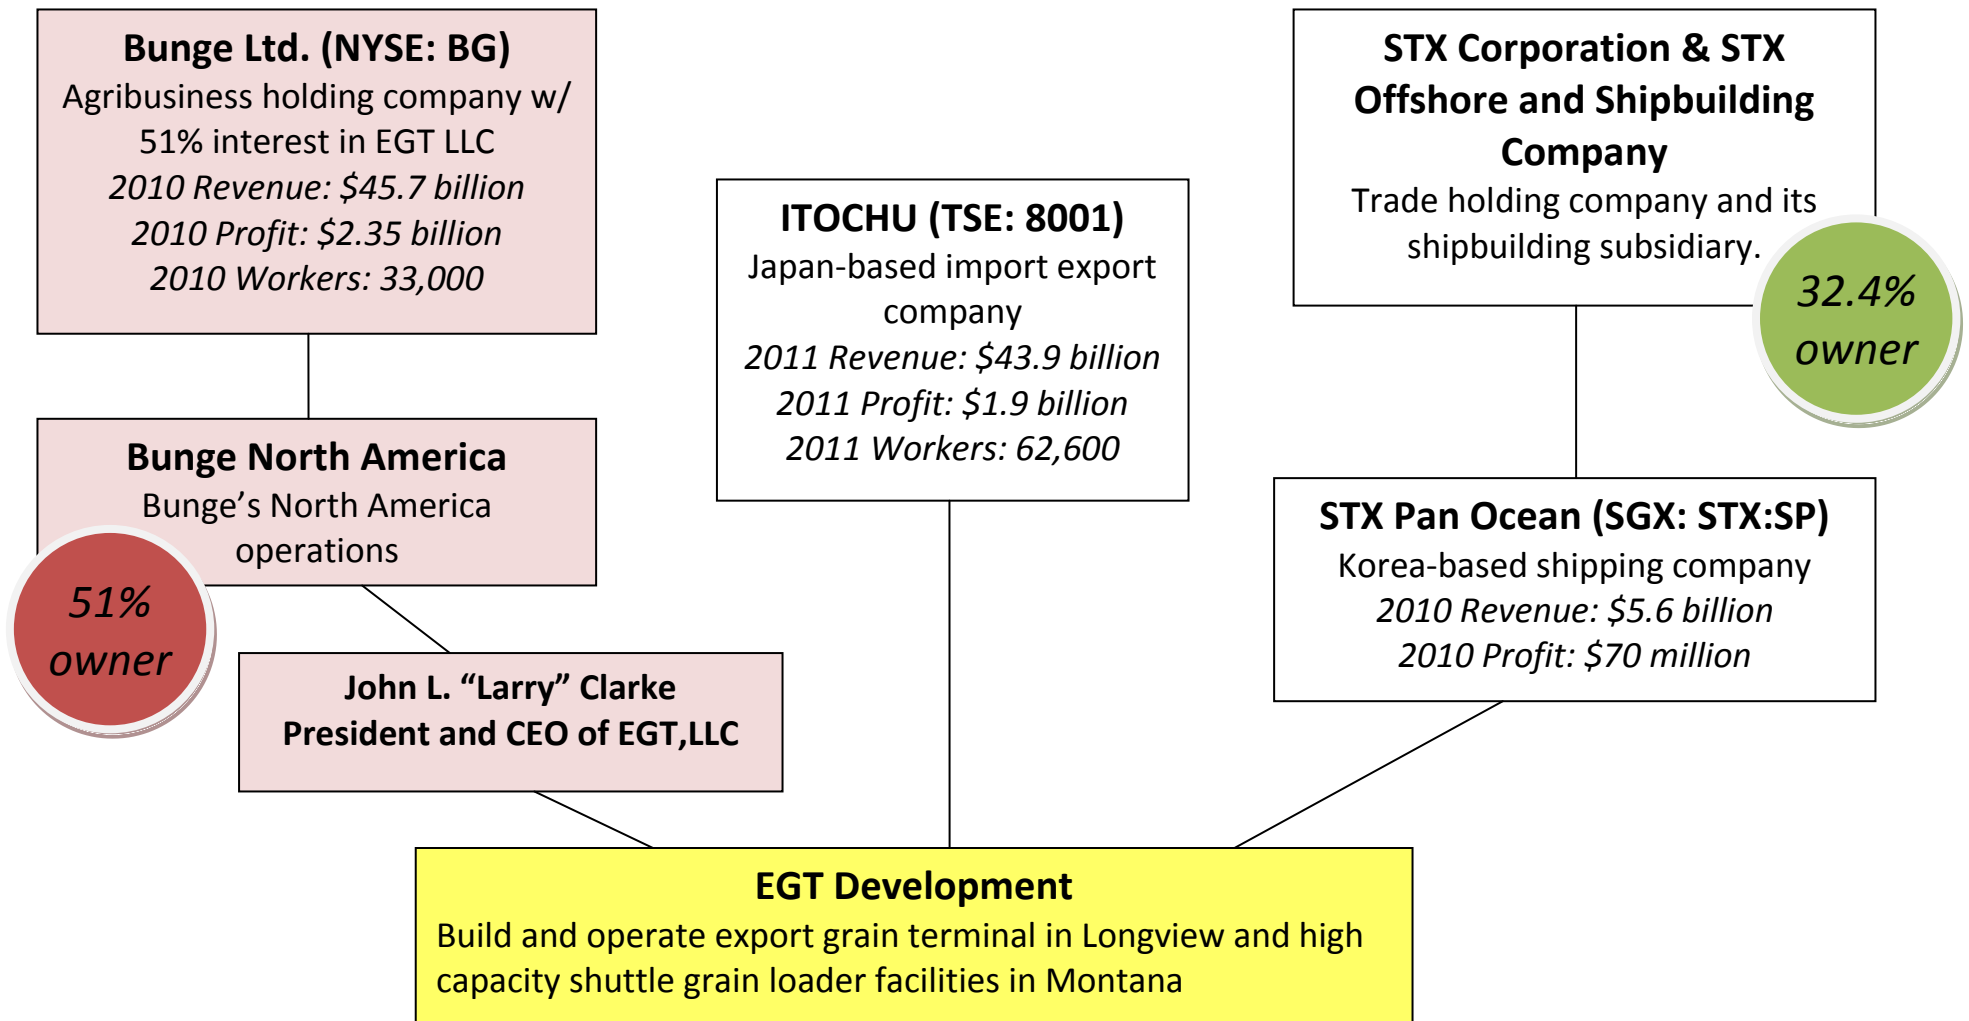 Bunge Ltd. (NYSE: BG)
Agribusiness holding company w/
51% interest in EGT LLC
2010 Revenue: $45.7 billion
2010 Profit: $2.35 billion
2010 Workers: 33,000
Bunge North America
Bunge’s North America
operations
51%
owner
John L. “Larry” Clarke
President and CEO of EGT,LLC
ITOCHU (TSE: 8001)
Japan-based import export
company
2011 Revenue: $43.9 billion
2011 Profit: $1.9 billion
2011 Workers: 62,600
STX Corporation & STX
Offshore and Shipbuilding
Company
Trade holding company and its
shipbuilding subsidiary.
32.4%
owner
STX Pan Ocean (SGX: STX:SP)
Korea-based shipping company
2010 Revenue: $5.6 billion
2010 Profit: $70 million
EGT Development
Build and operate export grain terminal in Longview and high
capacity shuttle grain loader facilities in Montana